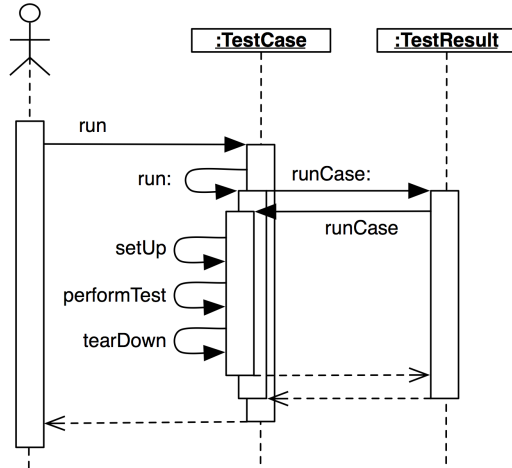 :TestCase
:TestResult
run
run:
runCase:
runCase
setUp
performTest
tearDown